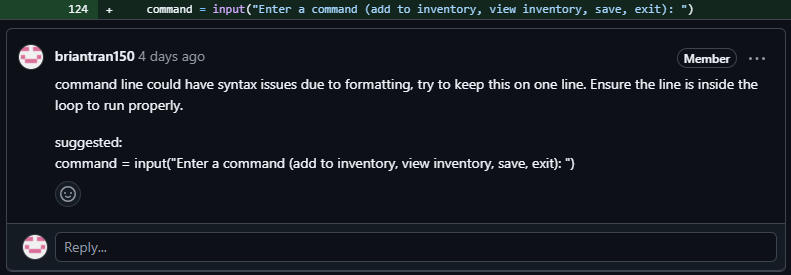 124 + command = input("Enter a command (add to inventory, view inventory, save, exit): ")
briantran150 4 days ago Member ...
command line could have syntax issues due to formatting, try to keep this on one line. Ensure the line is inside the
loop to run properly.
suggested:
command = input("Enter a command (add to inventory, view inventory, save, exit): ")
Reply...